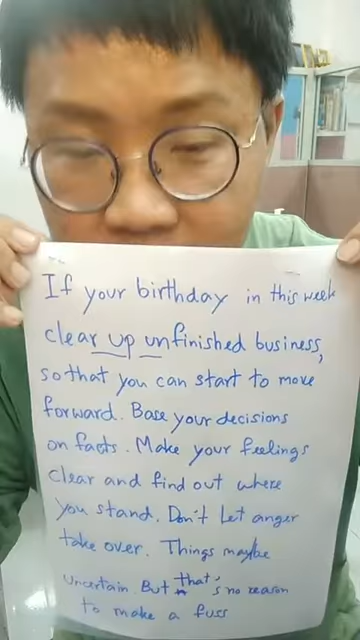 If your birthday in this week
clear up unfinished business,
so that you can start to move
forward. Base your decisions
on facts. Make your feelings
clear and find out where
you stand. Don't Let anger
take over. Things maybe
uncertain. But that's no reason
to make a fuss